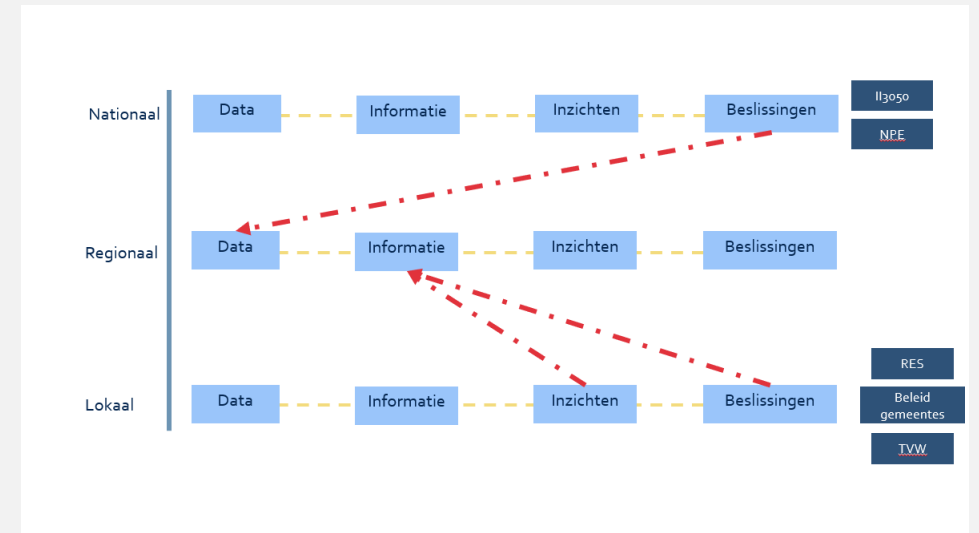 Nationaal
Data
Informatie
Inzichten
Beslissingen
II3050
NPE
Regionaal
Data
Informatie
Inzichten
Beslissingen
Lokaal
Data
Informatie
Inzichten
Beslissingen
RES
Beleid
gemeentes
TVW